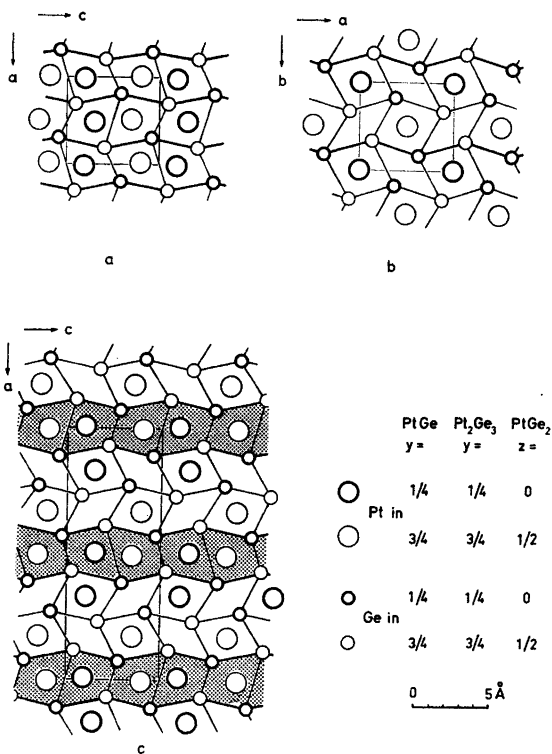 c
a
a
a
b
b
c
a
PtGe Pt₂Ge₃ PtGe₂
y = y = z =
1/4 1/4 0
Pt in
3/4 3/4 1/2
1/4 1/4 0
Ge in
3/4 3/4 1/2
0 5 Å
c